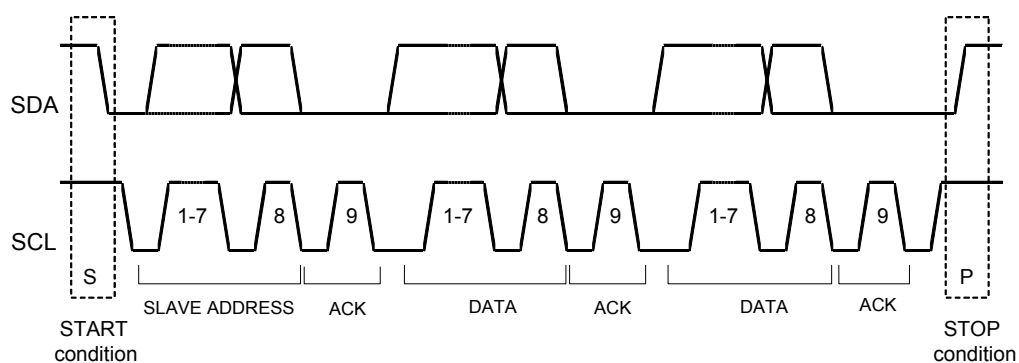 SDA
SCL
1-7 8 9 1-7 8 9 1-7 8 9
S P
SLAVE ADDRESS ACK DATA ACK DATA ACK
START
condition
STOP
condition